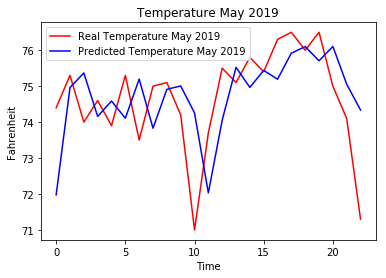 Temperature May 2019
Real Temperature May 2019
Predicted Temperature May 2019
Fahrenheit
76
75
74
73
72
71
0 5 10 15 20
Time